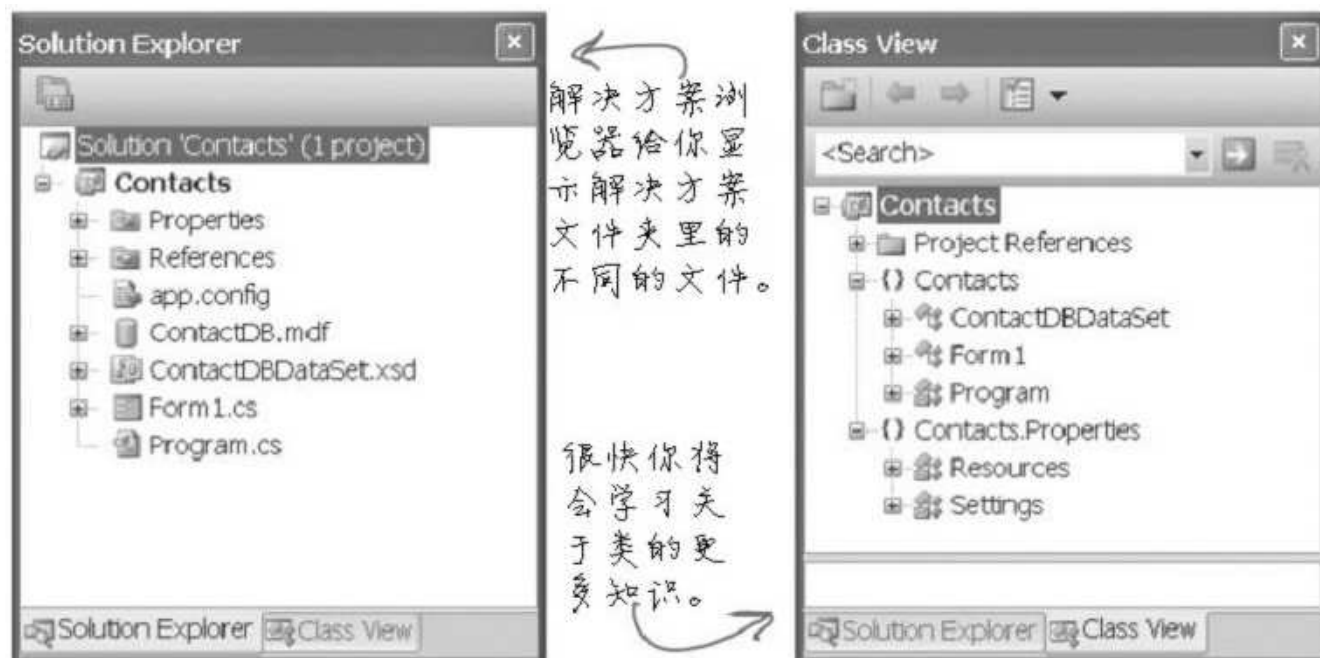 Solution Explorer
Solution 'Contacts' (1 project)
Contacts
Properties
References
app.config
ContactDB.mdf
ContactDBDataSet.xsd
Form1.cs
Program.cs
Solution Explorer Class View
解决方案浏
览器给你显
示解决方案
文件夹里的
不同的文件。
很快你将
会学习关
于类的更
多知识。
Class View
<Search>
Contacts
Project References
{} Contacts
ContactDBDataSet
Form1
Program
{} Contacts.Properties
Resources
Settings
Solution Explorer Class View